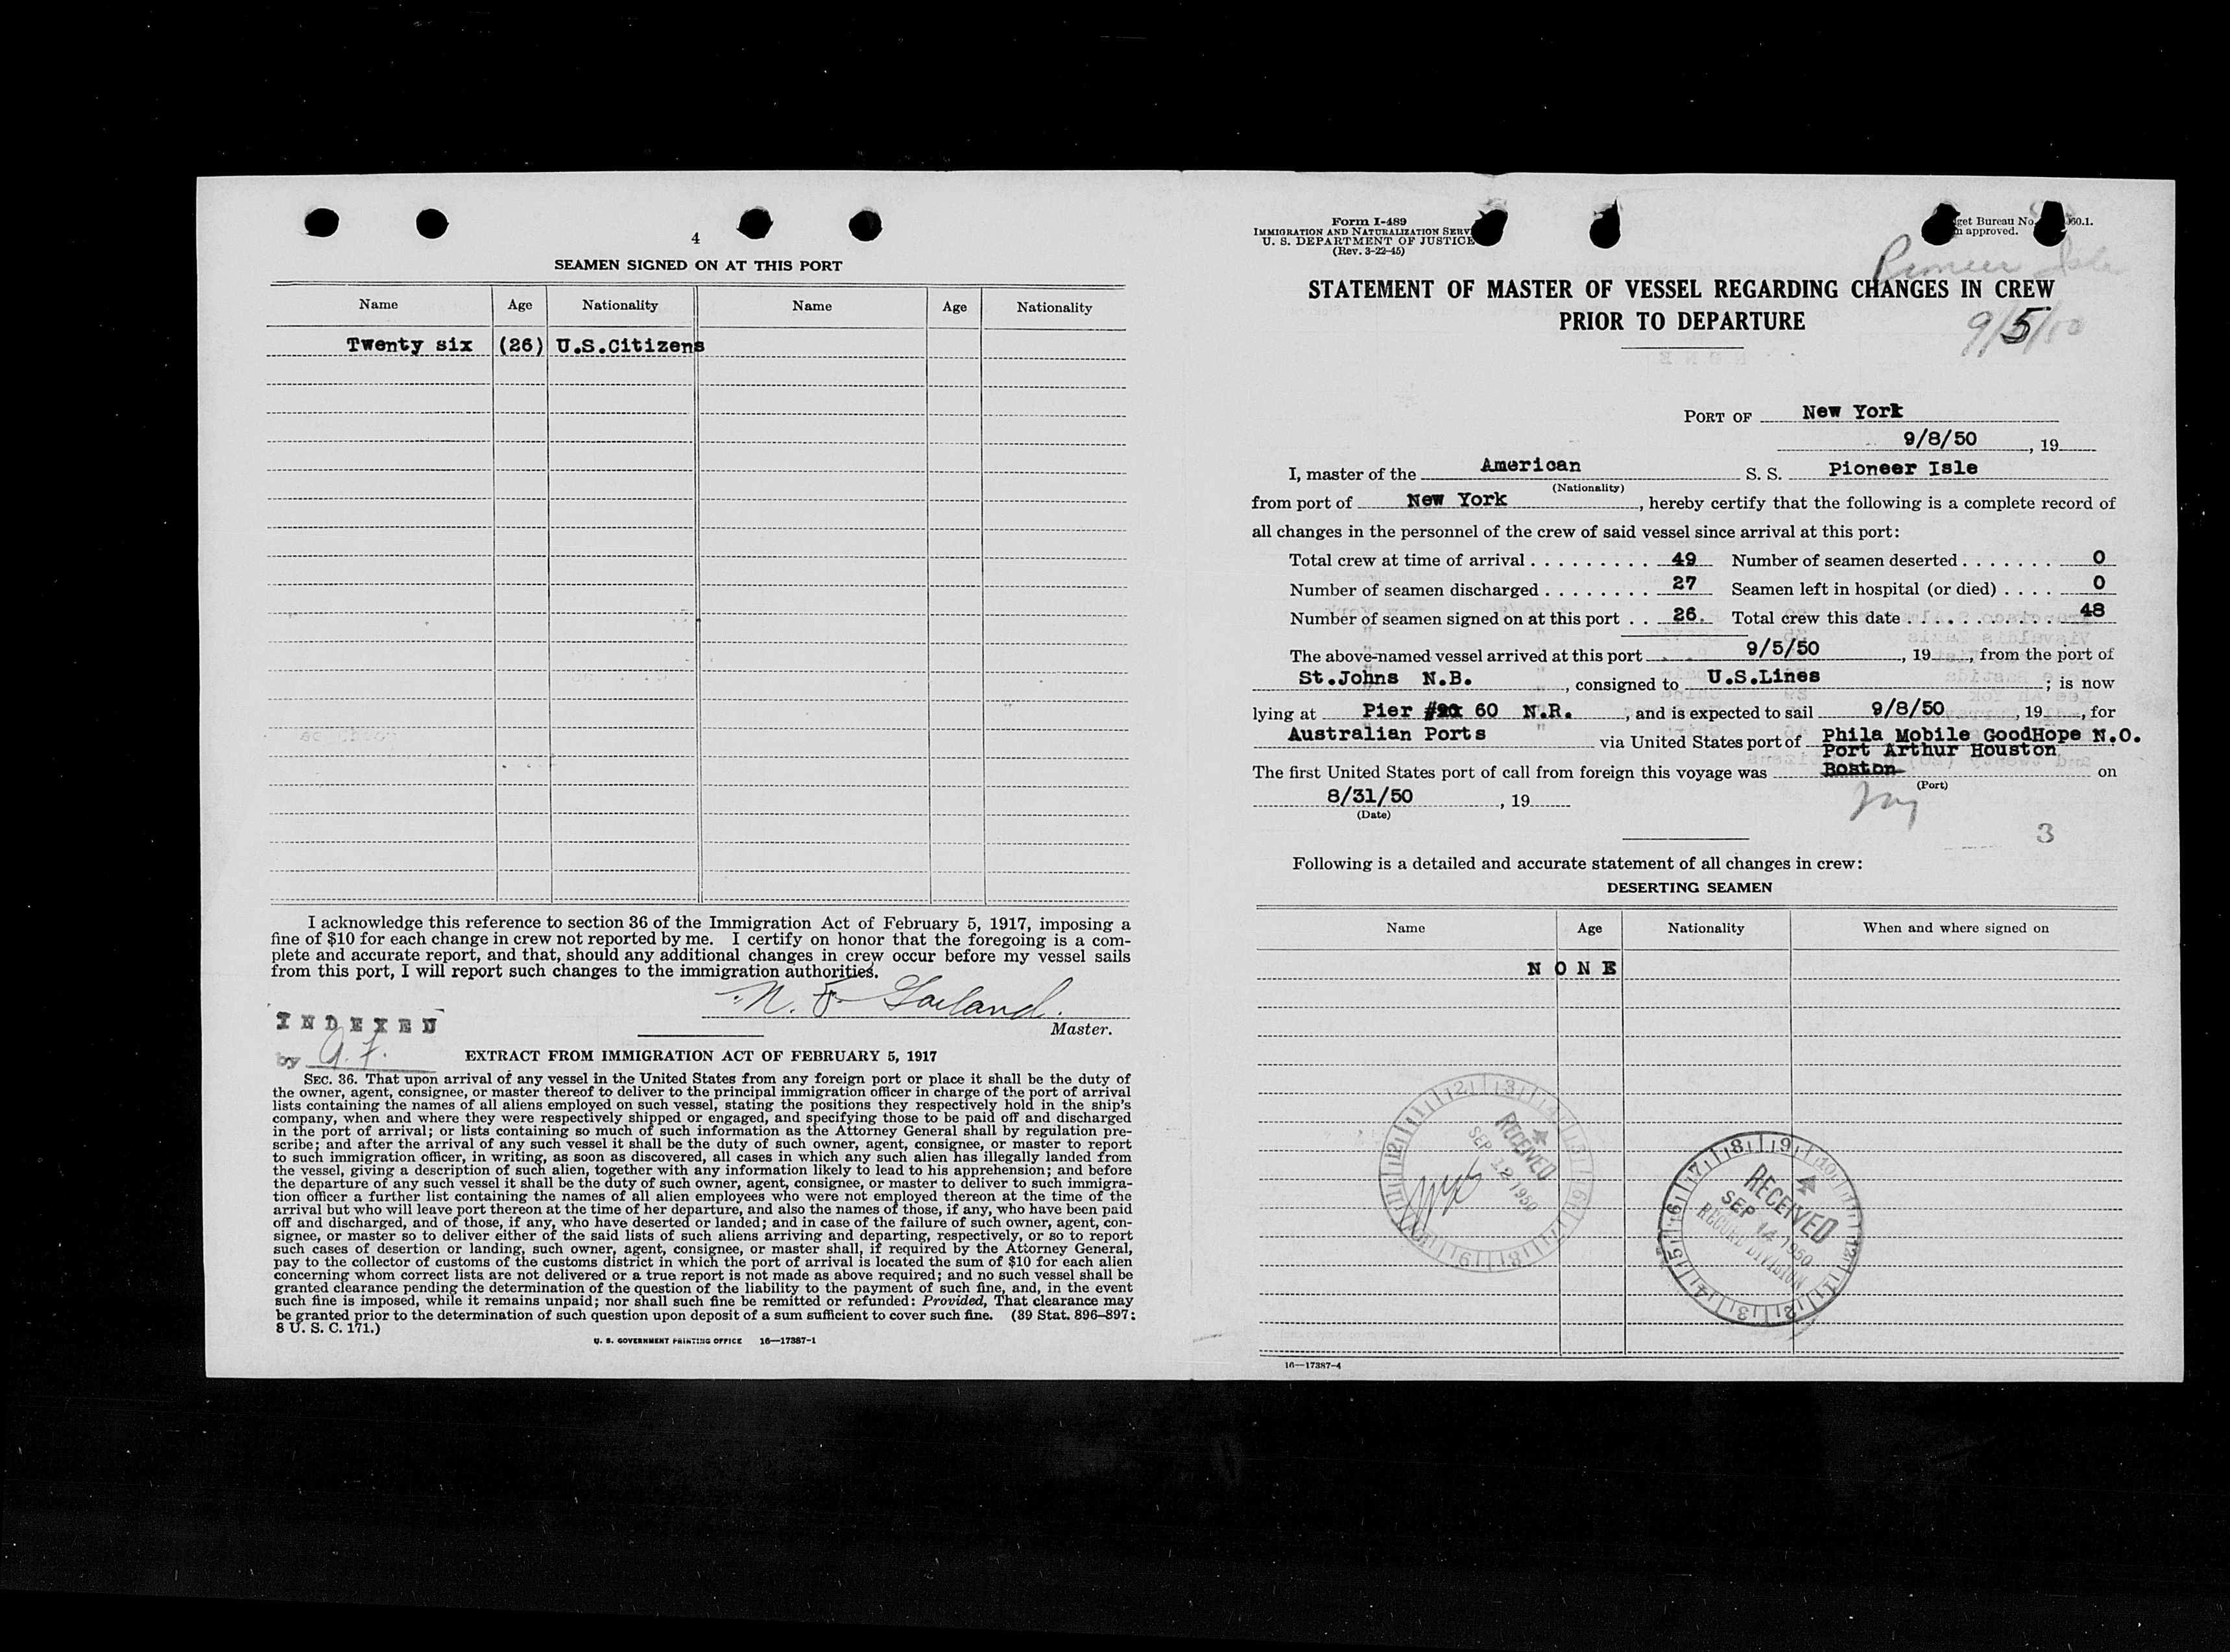 4
SEAMEN SIGNED ON AT THIS PORT
Name Age Nationality Name Age Nationality
Twenty six (26) U.S.Citizens
I acknowledge this reference to section 36 of the Immigration Act of February 5, 1917, imposing a
fine of $10 for each change in crew not reported by me. I certify on honor that the foregoing is a com-
plete and accurate report, and that, should any additional changes in crew occur before my vessel sails
from this port, I will report such changes to the immigration authorities.
N. F. Garland.
Master.
INDEXED
by
EXTRACT FROM IMMIGRATION ACT OF FEBRUARY 5, 1917
SEC. 36. That upon arrival of any vessel in the United States from any foreign port or place it shall be the duty of
the owner, agent, consignee, or master thereof to deliver to the principal immigration officer in charge of the port of arrival
lists containing the names of all aliens employed on such vessel, stating the positions they respectively hold in the ship's
company, when and where they were respectively shipped or engaged, and specifying those to be paid off and discharged
in the port of arrival; or lists containing so much of such information as the Attorney General shall by regulation pre-
scribe; and after the arrival of any such vessel it shall be the duty of such owner, agent, consignee, or master to report
to such immigration officer, in writing, as soon as discovered, all cases in which any such alien has illegally landed from
the vessel, giving a description of such alien, together with any information likely to lead to his apprehension; and before
the departure of any such vessel it shall be the duty of such owner, agent, consignee, or master to deliver to such immigra-
tion officer a further list containing the names of all alien employees who were not employed thereon at the time of the
arrival but who will leave port thereon at the time of her departure, and also the names of those, if any, who have been paid
off and discharged, and of those, if any, who have deserted or landed; and in case of the failure of such owner, agent, con-
signee, or master so to deliver either of the said lists of such aliens arriving and departing, respectively, or so to report
such cases of desertion or landing, such owner, agent, consignee, or master shall, if required by the Attorney General,
pay to the collector of customs of the customs district in which the port of arrival is located the sum of $10 for each alien
concerning whom correct lists are not delivered or a true report is not made as above required; and no such vessel shall be
granted clearance pending the determination of the question of the liability to the payment of such fine, and, in the event
such fine is imposed, while it remains unpaid; nor shall such fine be remitted or refunded: Provided, That clearance may
be granted prior to the determination of such question upon deposit of a sum sufficient to cover such fine. (39 Stat. 896–897;
8 U. S. C. 171.)
U. S. GOVERNMENT PRINTING OFFICE 16—17387-1
Form I-489
IMMIGRATION AND NATURALIZATION SERV
U. S. DEPARTMENT OF JUSTICE
(Rev. 3-22-45)
get Bureau No. 60.1.
approved.
Pioneer Isle
STATEMENT OF MASTER OF VESSEL REGARDING CHANGES IN CREW
PRIOR TO DEPARTURE
9/5/50
PORT OF New York
9/8/50, 19
I, master of the American S. S. Pioneer Isle
(Nationality)
from port of New York, hereby certify that the following is a complete record of
all changes in the personnel of the crew of said vessel since arrival at this port:
Total crew at time of arrival . . . . . . . . . 49 Number of seamen deserted . . . . . . . 0
Number of seamen discharged . . . . . . . . 27 Seamen left in hospital (or died) . . . . 0
Number of seamen signed on at this port . . 26. Total crew this date . . . . . . . . . . . 48
The above-named vessel arrived at this port 9/5/50, 19, from the port of
St.Johns N.B., consigned to U.S.Lines; is now
lying at Pier 60 N.R., and is expected to sail 9/8/50, 19, for
Australian Ports via United States port of Phila Mobile GoodHope N.O.
Port Arthur Houston
The first United States port of call from foreign this voyage was Boston on
(Port)
8/31/50, 19
(Date)
3
Following is a detailed and accurate statement of all changes in crew:
DESERTING SEAMEN
Name Age Nationality When and where signed on
NONE
RECEIVED
SEP 12 1950
RECEIVED
SEP 14 1950
RECORD DIVISION
16—17387-4